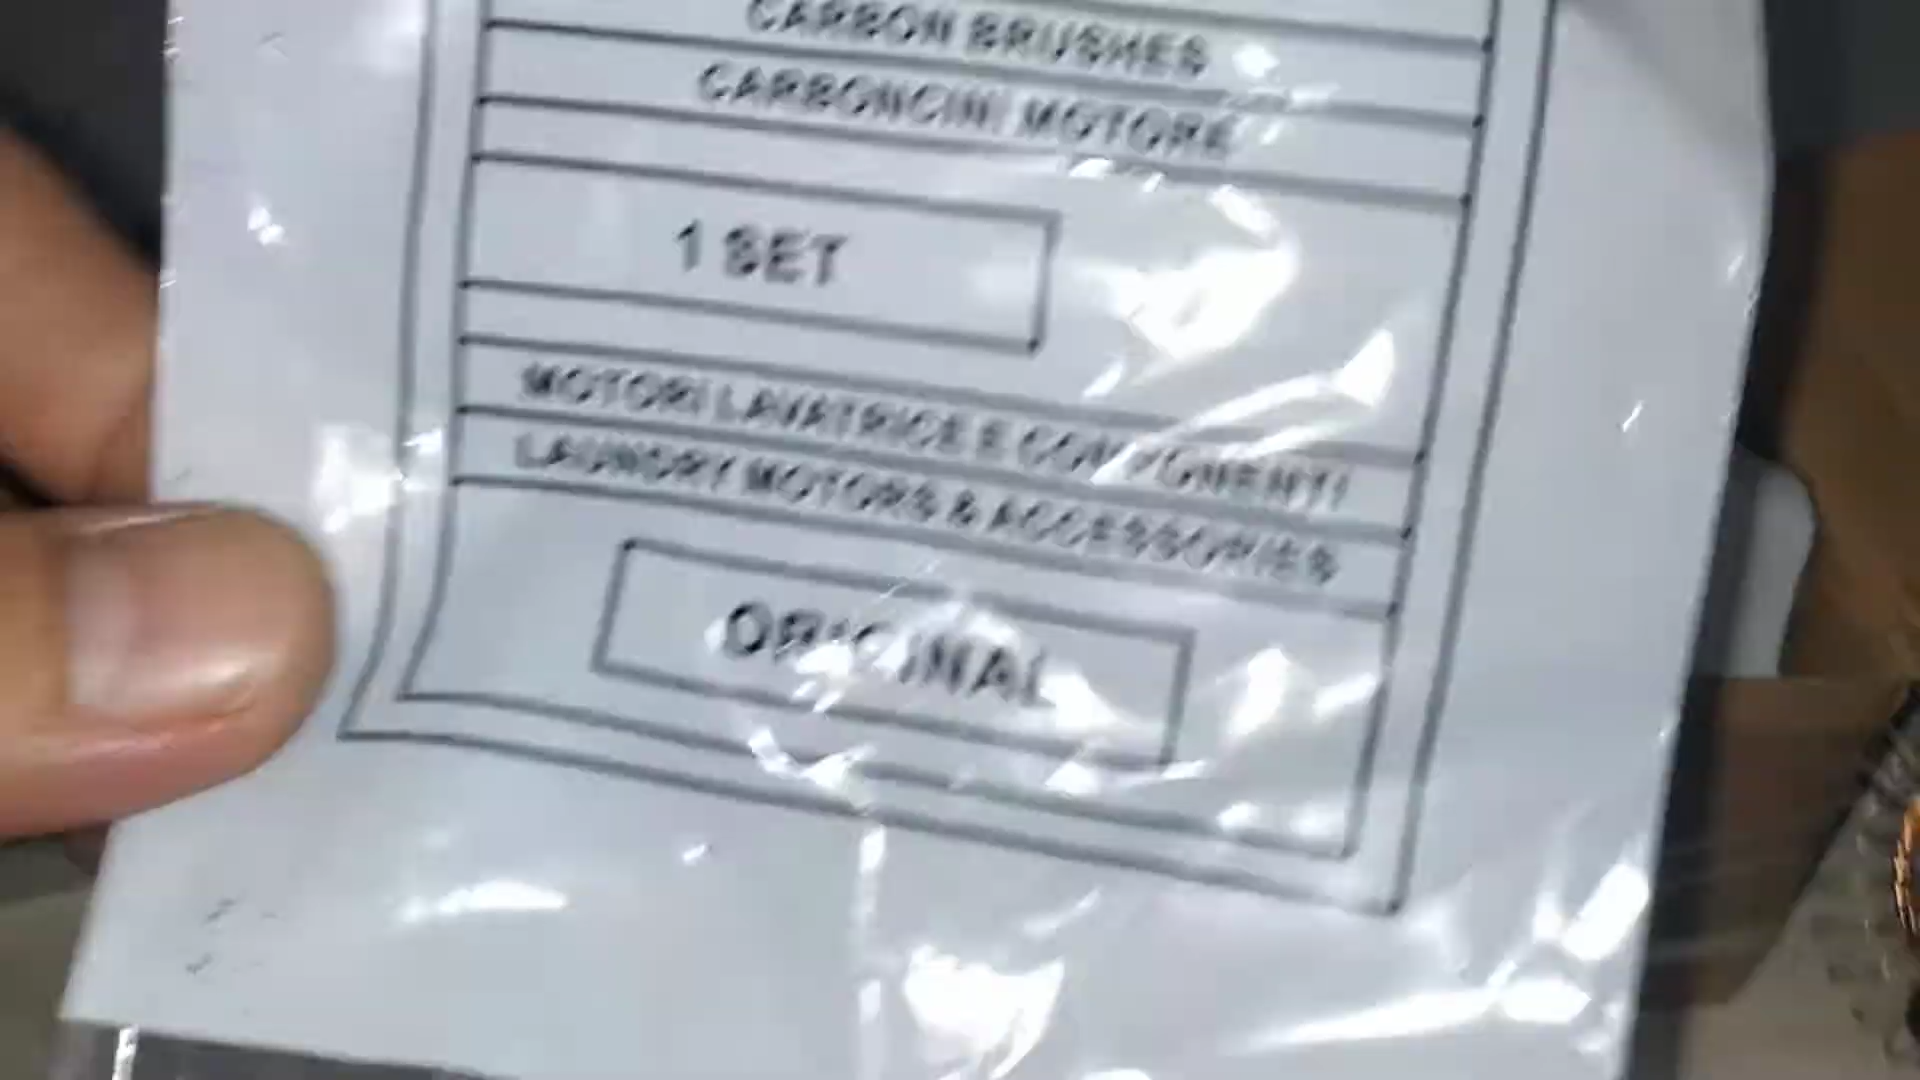 CARBON BRUSHES
CARBONCINI MOTORE
1 SET
MOTORI LAVATRICE E COMPONENTI
LAUNDRY MOTORS & ACCESSORIES
ORIGINAL